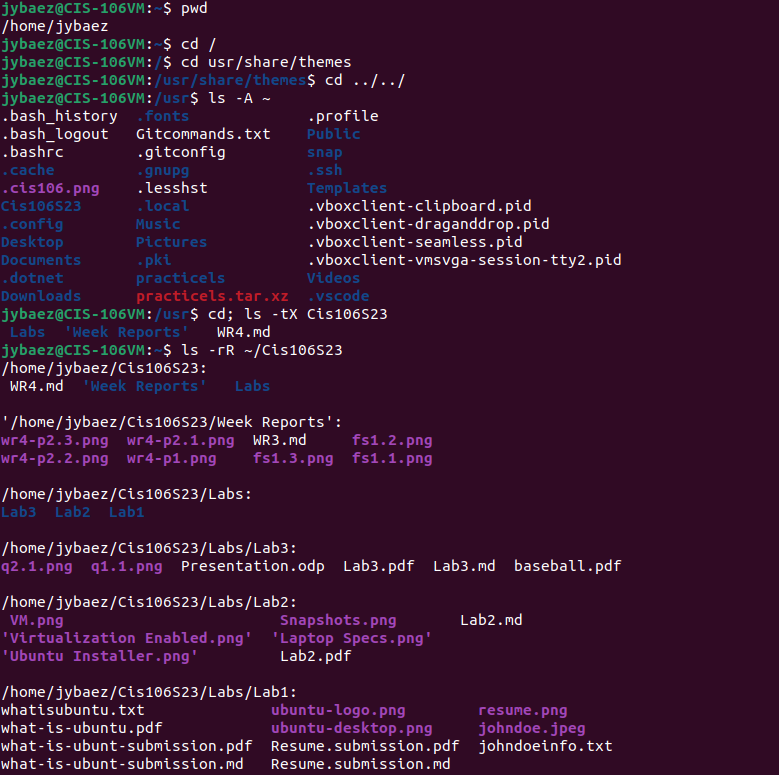 jybaez@CIS-106VM:~$ pwd
/home/jybaez
jybaez@CIS-106VM:~$ cd /
jybaez@CIS-106VM:/$ cd usr/share/themes
jybaez@CIS-106VM:/usr/share/themes$ cd ../../
jybaez@CIS-106VM:/usr$ ls -A ~
.bash_history  .fonts           .profile
.bash_logout   Gitcommands.txt  Public
.bashrc        .gitconfig       snap
.cache         .gnupg           .ssh
.cis106.png    .lesshst         Templates
Cis106S23      .local           .vboxclient-clipboard.pid
.config        Music            .vboxclient-draganddrop.pid
Desktop        Pictures         .vboxclient-seamless.pid
Documents      .pki             .vboxclient-vmsvga-session-tty2.pid
.dotnet        practicels       Videos
Downloads      practicels.tar.xz  .vscode
jybaez@CIS-106VM:/usr$ cd; ls -tX Cis106S23
 Labs  'Week Reports'   WR4.md
jybaez@CIS-106VM:~$ ls -rR ~/Cis106S23
/home/jybaez/Cis106S23:
 WR4.md  'Week Reports'   Labs
'/home/jybaez/Cis106S23/Week Reports':
wr4-p2.3.png  wr4-p2.1.png  WR3.md     fs1.2.png
wr4-p2.2.png  wr4-p1.png    fs1.3.png  fs1.1.png
/home/jybaez/Cis106S23/Labs:
Lab3  Lab2  Lab1
/home/jybaez/Cis106S23/Labs/Lab3:
q2.1.png  q1.1.png  Presentation.odp  Lab3.pdf  Lab3.md  baseball.pdf
/home/jybaez/Cis106S23/Labs/Lab2:
 VM.png                        Snapshots.png       Lab2.md
'Virtualization Enabled.png'  'Laptop Specs.png'
'Ubuntu Installer.png'         Lab2.pdf
/home/jybaez/Cis106S23/Labs/Lab1:
whatisubuntu.txt              ubuntu-logo.png        resume.png
what-is-ubuntu.pdf            ubuntu-desktop.png     johndoe.jpeg
what-is-ubunt-submission.pdf  Resume.submission.pdf  johndoeinfo.txt
what-is-ubunt-submission.md   Resume.submission.md